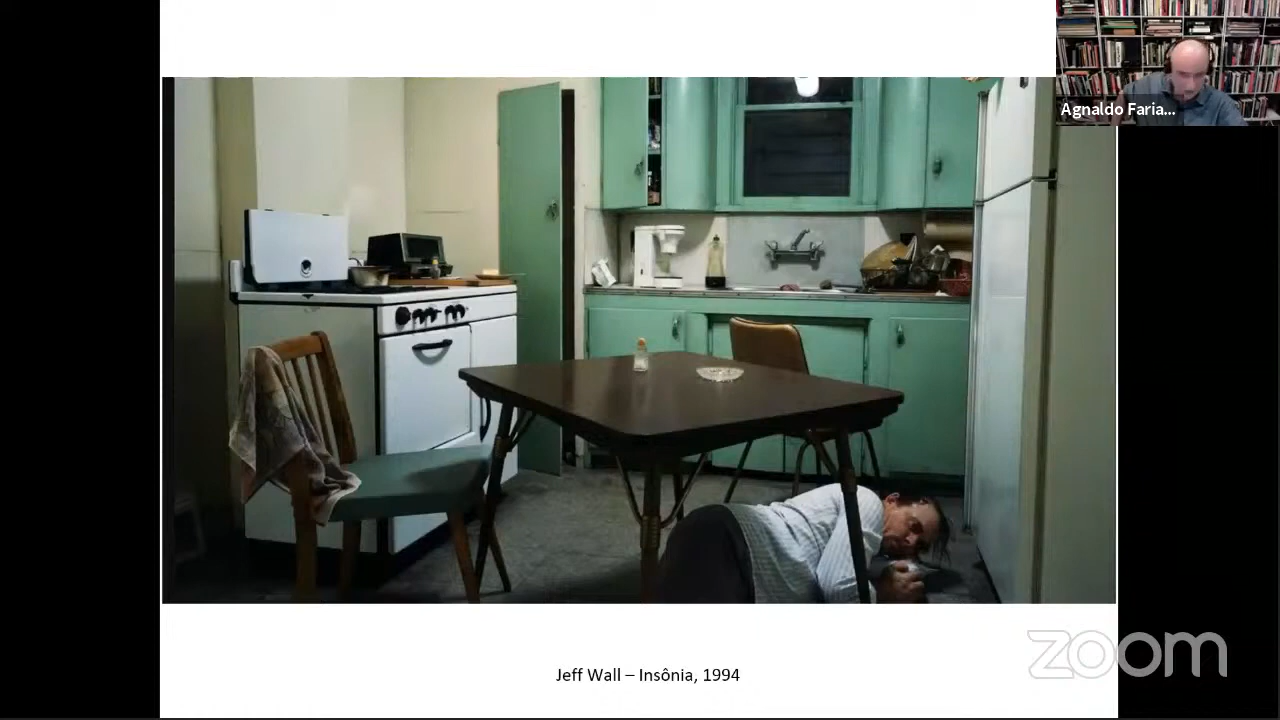 Agnaldo Faria...
zoom
Jeff Wall – Insônia, 1994